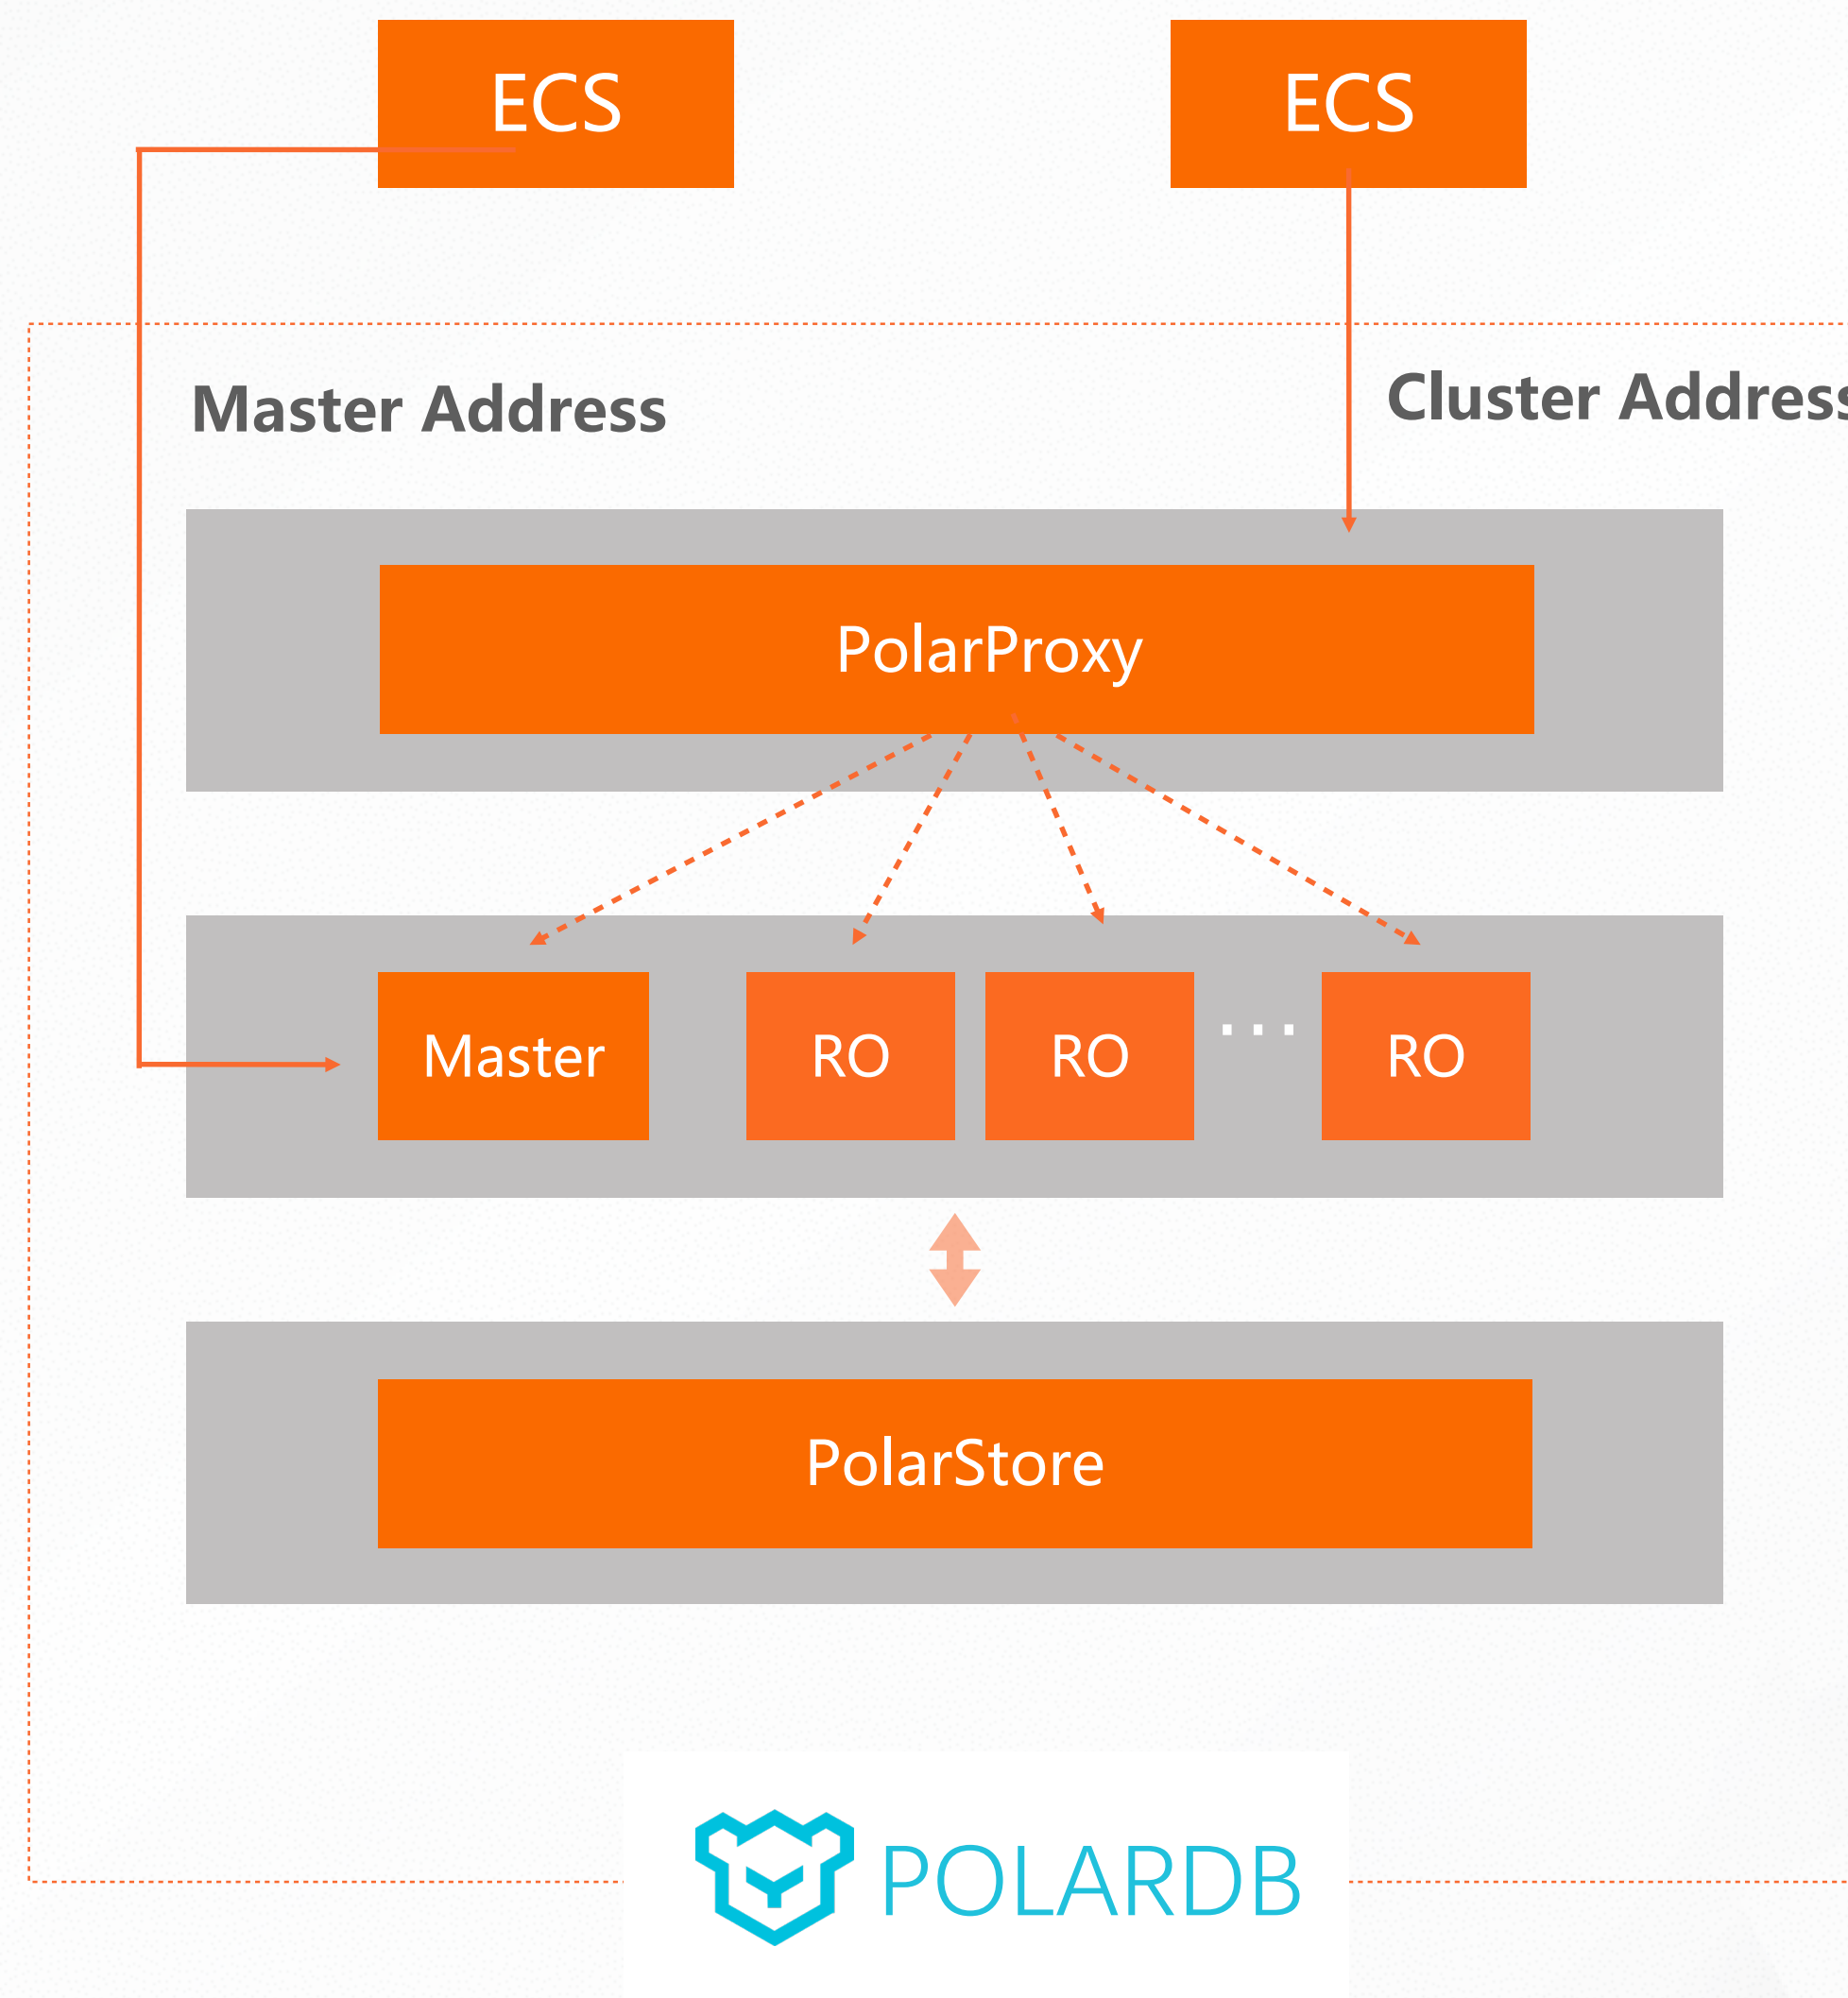 ECS
ECS
Master Address
Cluster Address
PolarProxy
Master
RO
RO
...
RO
PolarStore
POLARDB